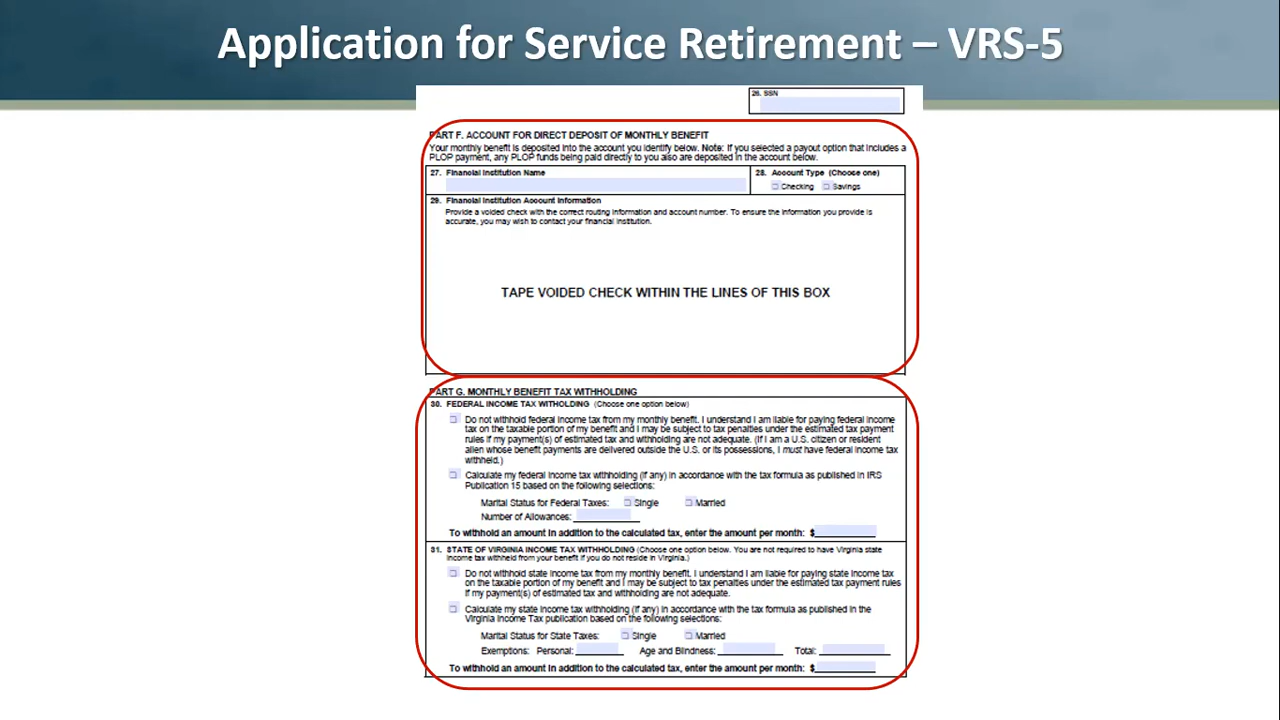 Application for Service Retirement – VRS-5
26. SSN
PART F. ACCOUNT FOR DIRECT DEPOSIT OF MONTHLY BENEFIT
Your monthly benefit is deposited into the account you identify below. Note: If you selected a payout option that includes a
PLOP payment, any PLOP funds being paid directly to you also are deposited in the account below.
27. Financial Institution Name
28. Account Type (Choose one)
Checking Savings
29. Financial Institution Account Information
Provide a voided check with the correct routing information and account number. To ensure the information you provide is
accurate, you may wish to contact your financial institution.
TAPE VOIDED CHECK WITHIN THE LINES OF THIS BOX
PART G. MONTHLY BENEFIT TAX WITHHOLDING
30. FEDERAL INCOME TAX WITHOLDING (Choose one option below)
Do not withhold federal income tax from my monthly benefit. I understand I am liable for paying federal income
tax on the taxable portion of my benefit and I may be subject to tax penalties under the estimated tax payment
rules if my payment(s) of estimated tax and withholding are not adequate. (If I am a U.S. citizen or resident
alien whose benefit payments are delivered outside the U.S. or its possessions, I must have federal income tax
withheld.)
Calculate my federal income tax withholding (if any) in accordance with the tax formula as published in IRS
Publication 15 based on the following selections:
Marital Status for Federal Taxes: Single Married
Number of Allowances:
To withhold an amount in addition to the calculated tax, enter the amount per month: $
31. STATE OF VIRGINIA INCOME TAX WITHHOLDING (Choose one option below. You are not required to have Virginia state
income tax withheld from your benefit if you do not reside in Virginia.)
Do not withhold state income tax from my monthly benefit. I understand I am liable for paying state income tax
on the taxable portion of my benefit and I may be subject to tax penalties under the estimated tax payment rules
if my payment(s) of estimated tax and withholding are not adequate.
Calculate my state income tax withholding (if any) in accordance with the tax formula as published in the
Virginia Income Tax publication based on the following selections:
Marital Status for State Taxes: Single Married
Exemptions: Personal: Age and Blindness: Total:
To withhold an amount in addition to the calculated tax, enter the amount per month: $